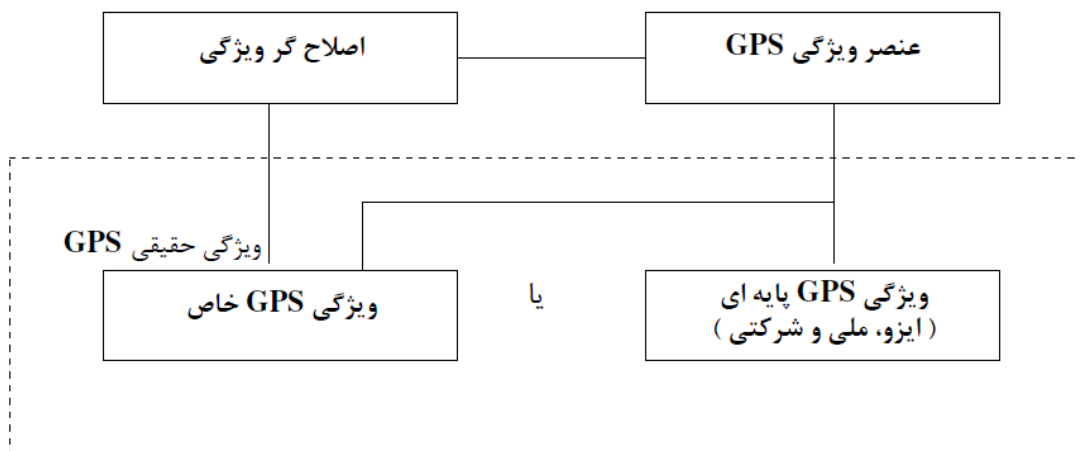 عنصر ویژگی GPS
اصلاح گر ویژگی
ویژگی حقیقی GPS
ویژگی GPS پایه ای
( ایزو، ملی و شرکتی )
یا
ویژگی GPS خاص